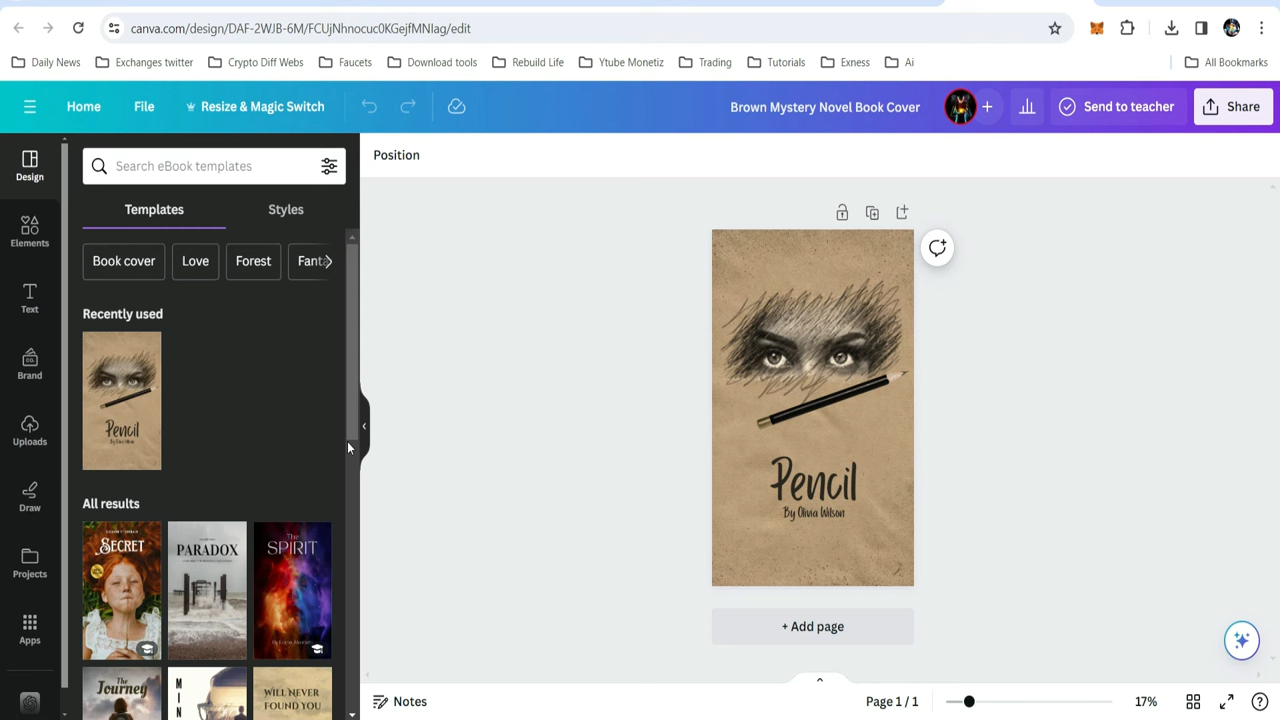 canva.com/design/DAF-2WJB-6M/FCUjNhnocuc0KGejfMNIag/edit
Daily News
Exchanges twitter
Crypto Diff Webs
Faucets
Download tools
Rebuild Life
Ytube Monetiz
Trading
Tutorials
Exness
Ai
All Bookmarks
Home
File
Resize & Magic Switch
Brown Mystery Novel Book Cover
Send to teacher
Share
Design
Elements
Text
Brand
Uploads
Draw
Projects
Apps
Search eBook templates
Templates
Styles
Book cover
Love
Forest
Fanta
Recently used
Pencil
All results
SECRET
PARADOX
The
SPIRIT
The
Journey
M
I
N
WILL NEVER
FOUND YOU
Position
Pencil
By Olivia Wilson
+ Add page
Notes
Page 1 / 1
17%